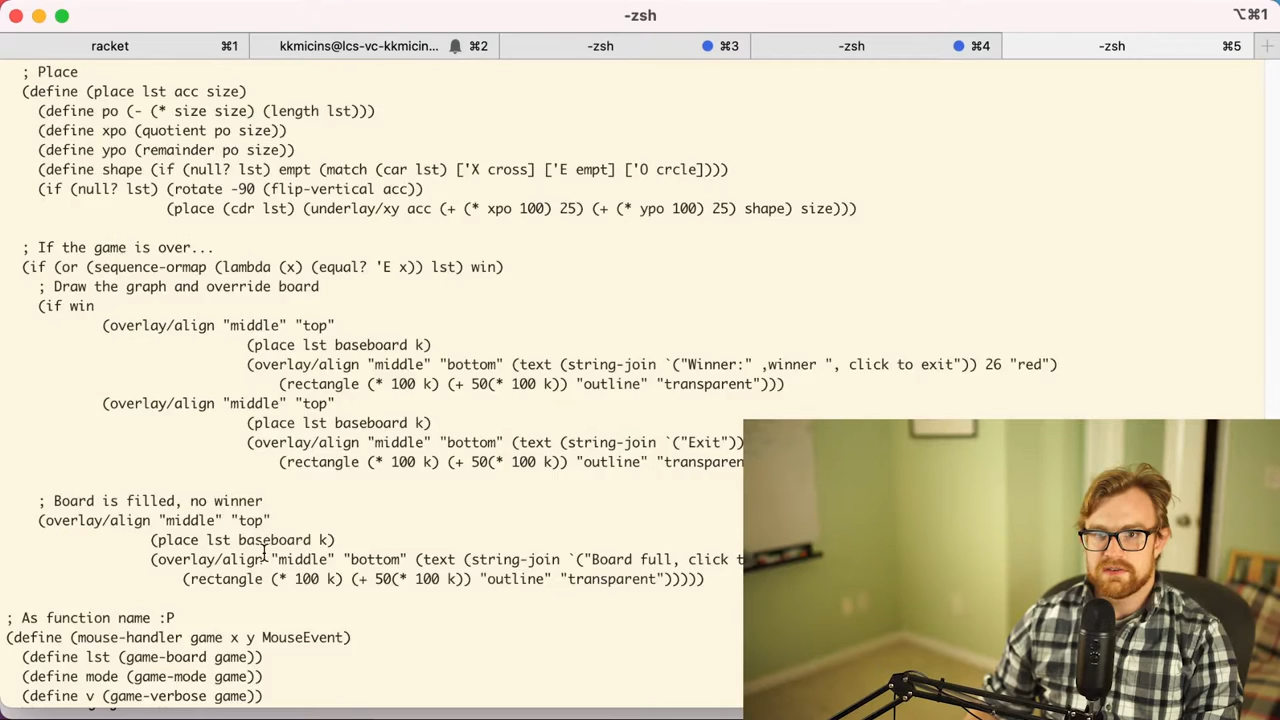 -zsh
⌥⌘1
racket ⌘1
kkmicins@lcs-vc-kkmicin... ⌘2
-zsh ⌘3
-zsh ⌘4
-zsh ⌘5
; Place
(define (place lst acc size)
(define po (- (* size size) (length lst)))
(define xpo (quotient po size))
(define ypo (remainder po size))
(define shape (if (null? lst) empt (match (car lst) ['X cross] ['E empt] ['O crcle])))
(if (null? lst) (rotate -90 (flip-vertical acc))
(place (cdr lst) (underlay/xy acc (+ (* xpo 100) 25) (+ (* ypo 100) 25) shape) size)))
; If the game is over...
(if (or (sequence-ormap (lambda (x) (equal? 'E x)) lst) win)
; Draw the graph and override board
(if win
(overlay/align "middle" "top"
(place lst baseboard k)
(overlay/align "middle" "bottom" (text (string-join `("Winner:" ,winner ", click to exit")) 26 "red")
(rectangle (* 100 k) (+ 50(* 100 k)) "outline" "transparent")))
(overlay/align "middle" "top"
(place lst baseboard k)
(overlay/align "middle" "bottom" (text (string-join `("Exit"))
(rectangle (* 100 k) (+ 50(* 100 k)) "outline" "transparen
; Board is filled, no winner
(overlay/align "middle" "top"
(place lst baseboard k)
(overlay/align "middle" "bottom" (text (string-join `("Board full, click t
(rectangle (* 100 k) (+ 50(* 100 k)) "outline" "transparent")))))
; As function name :P
(define (mouse-handler game x y MouseEvent)
(define lst (game-board game))
(define mode (game-mode game))
(define v (game-verbose game))